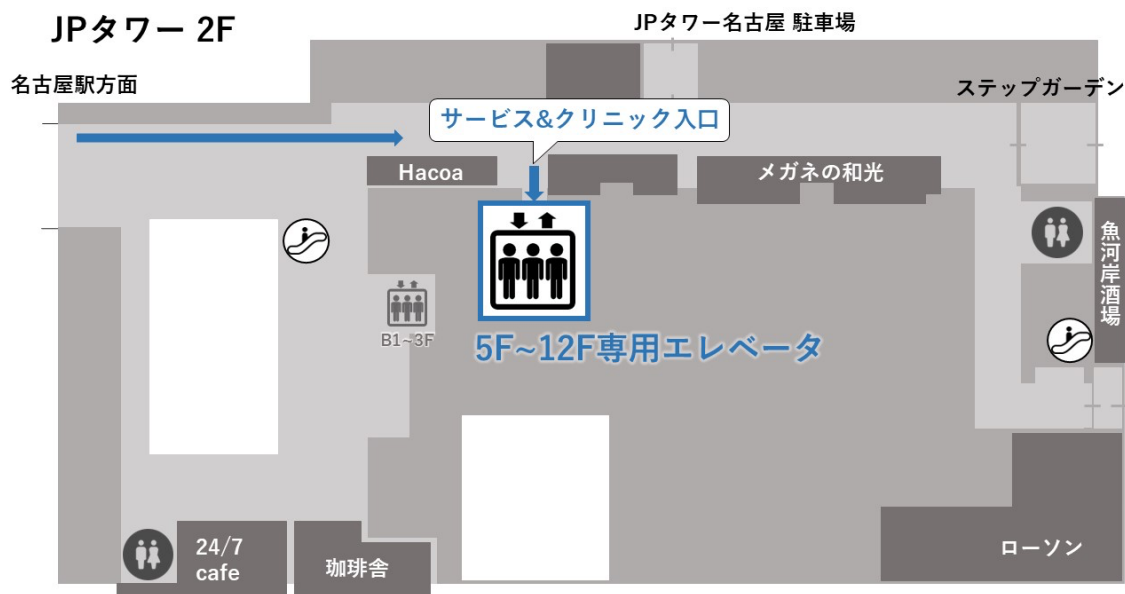 JPタワー 2F
JPタワー名古屋 駐車場
名古屋駅方面
ステップガーデン
サービス&クリニック入口
Hacoa
メガネの和光
魚河岸酒場
B1~3F
5F~12F専用エレベータ
24/7
cafe
珈琲舎
ローソン